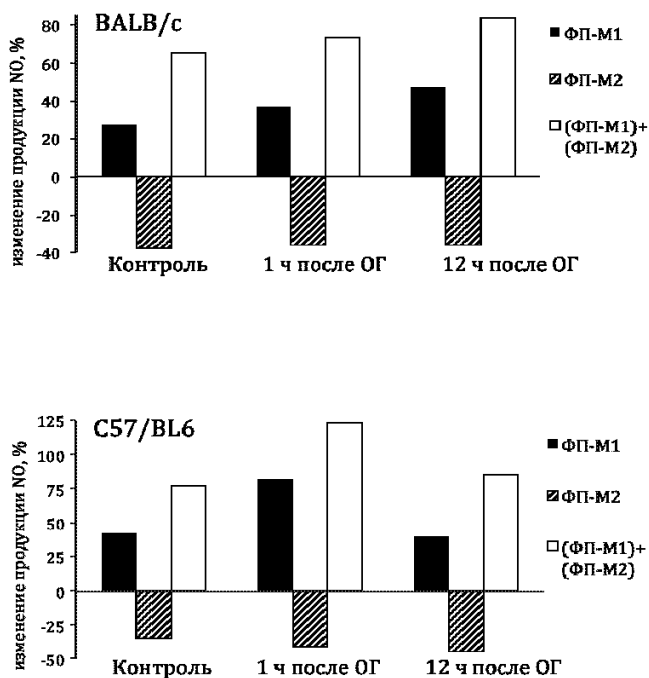 BALB/c
изменение продукции NO, %
80
60
40
20
0
-20
-40
Контроль
1 ч после ОГ
12 ч после ОГ
ФП-М1
ФП-М2
(ФП-М1)+
(ФП-М2)
C57/BL6
изменение продукции NO, %
125
100
75
50
25
0
-25
-50
Контроль
1 ч после ОГ
12 ч после ОГ
ФП-М1
ФП-М2
(ФП-М1)+
(ФП-М2)